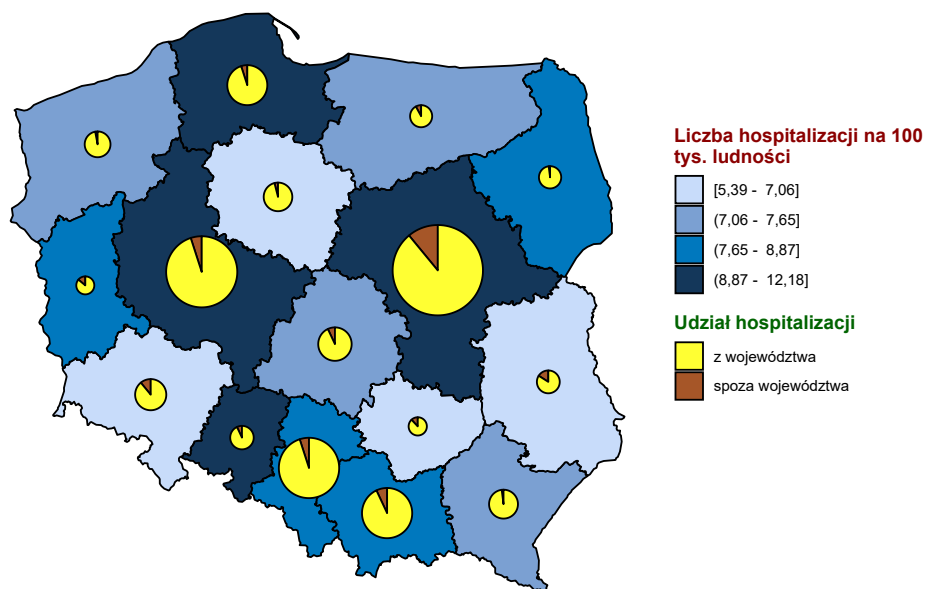 Liczba hospitalizacji na 100
tys. ludności
[5,39 - 7,06]
(7,06 - 7,65]
(7,65 - 8,87]
(8,87 - 12,18]
Udział hospitalizacji
z województwa
spoza województwa